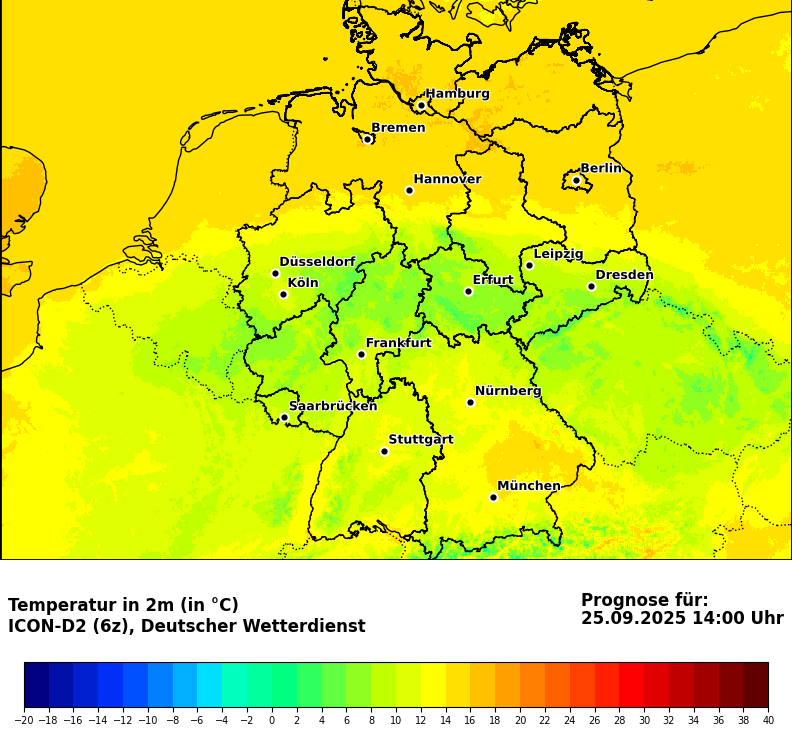 Hamburg
Bremen
Berlin
Hannover
Leipzig
Düsseldorf
Dresden
Erfurt
Köln
Frankfurt
Nürnberg
Saarbrücken
Stuttgart
München
Temperatur in 2m (in °C)
ICON-D2 (6z), Deutscher Wetterdienst
Prognose für:
25.09.2025 14:00 Uhr
−20 −18 −16 −14 −12 −10 −8 −6 −4 −2 0 2 4 6 8 10 12 14 16 18 20 22 24 26 28 30 32 34 36 38 40